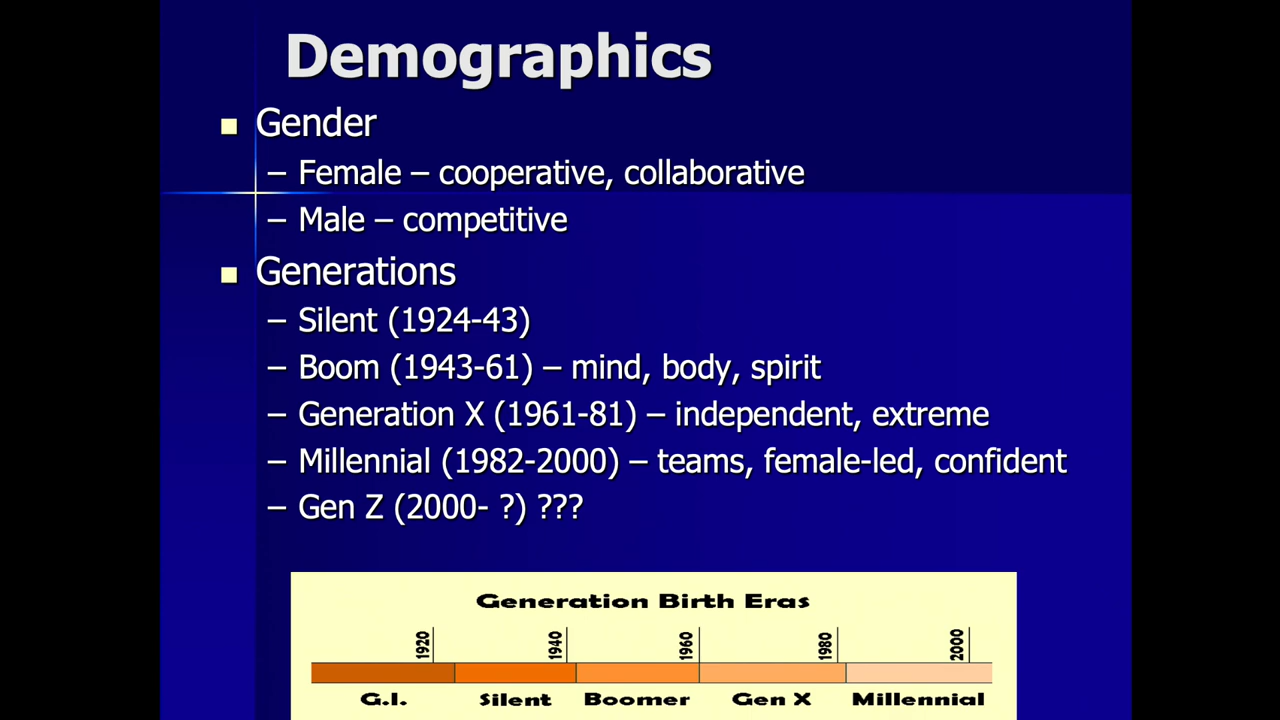 Demographics
Gender
– Female – cooperative, collaborative
– Male – competitive
Generations
– Silent (1924-43)
– Boom (1943-61) – mind, body, spirit
– Generation X (1961-81) – independent, extreme
– Millennial (1982-2000) – teams, female-led, confident
– Gen Z (2000- ?) ???
Generation Birth Eras
1920 1940 1960 1980 2000
G.I. Silent Boomer Gen X Millennial